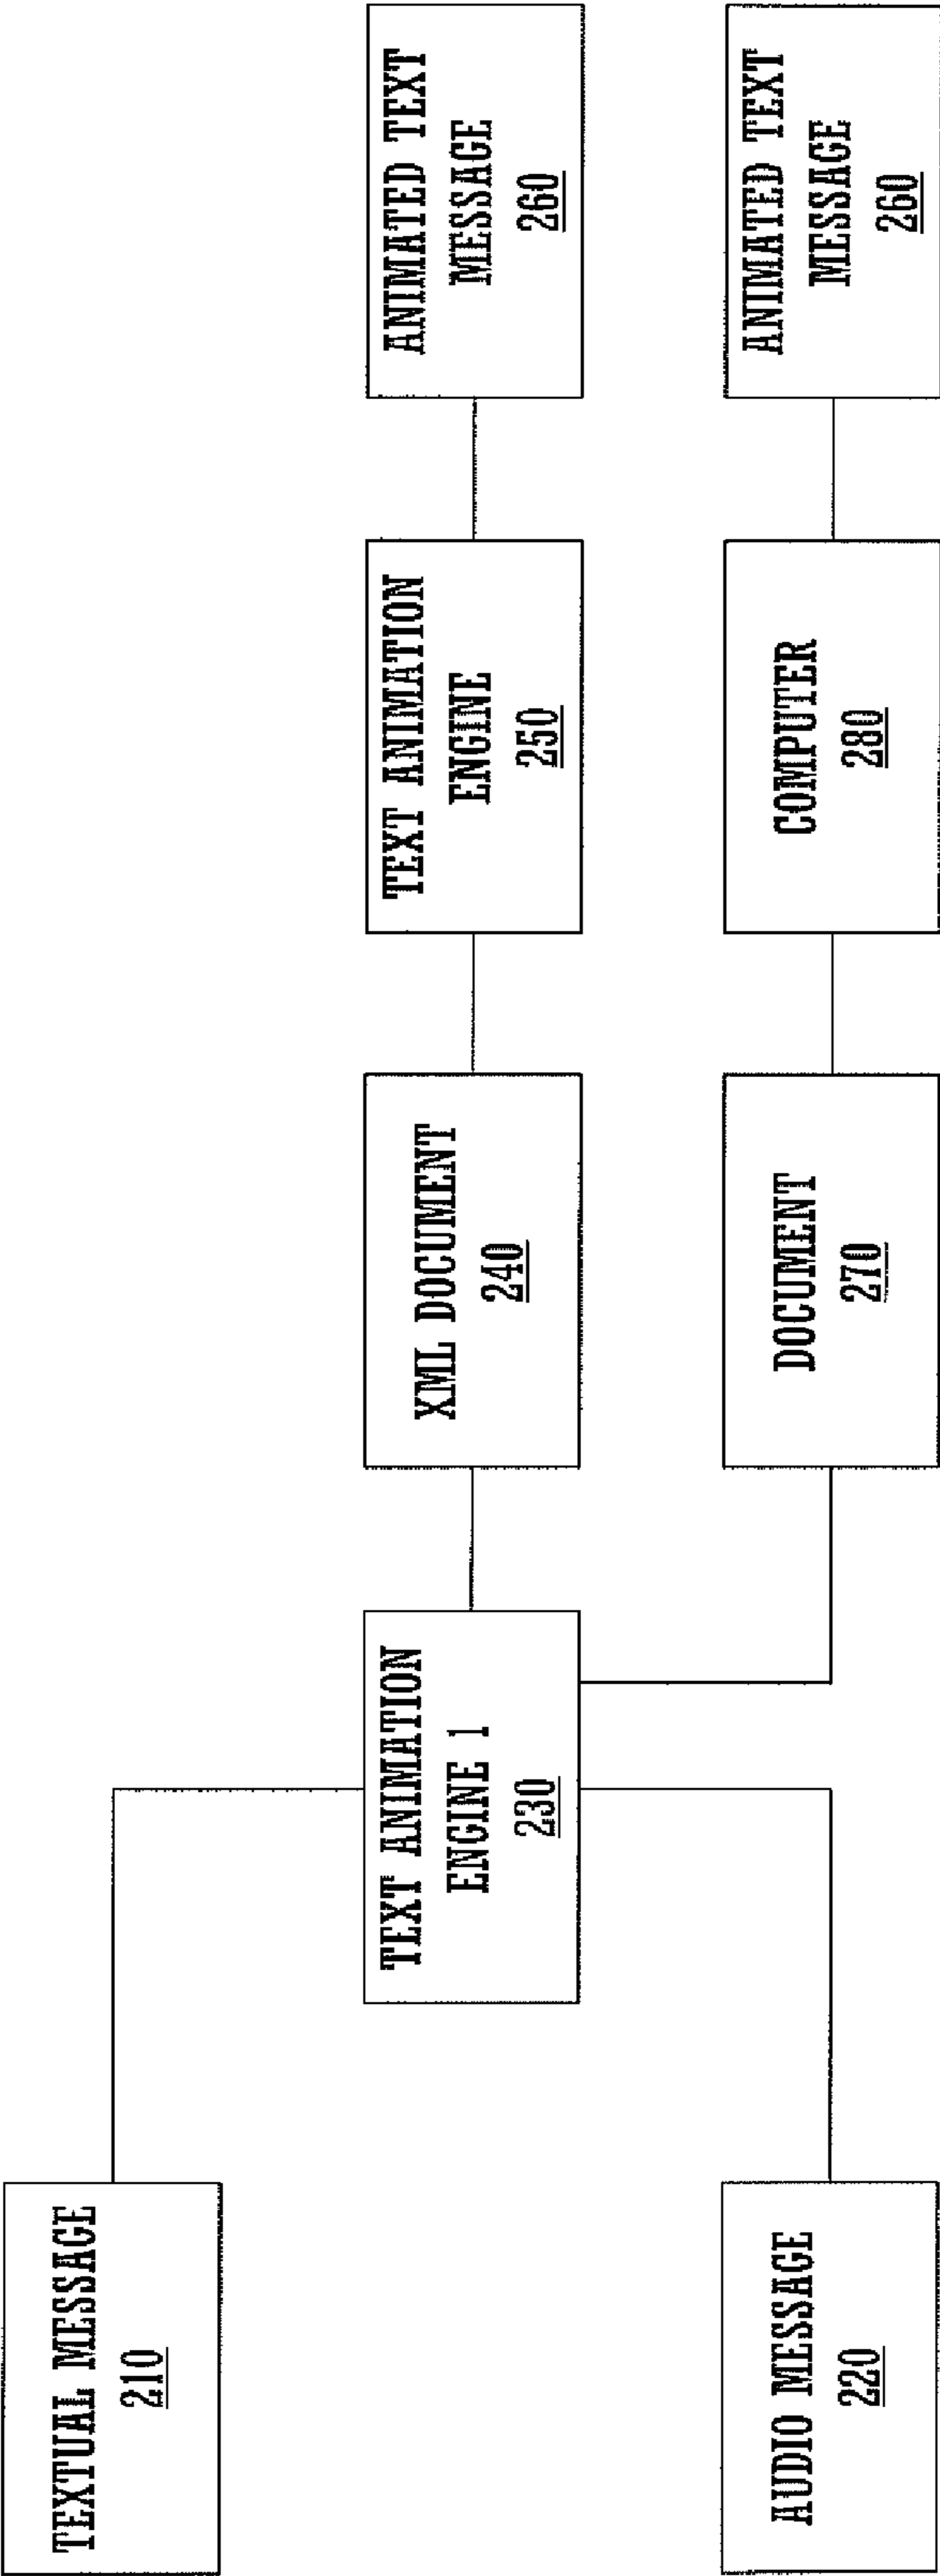 TEXTUAL MESSAGE
210
AUDIO MESSAGE
220
TEXT ANIMATION
ENGINE 1
230
XML DOCUMENT
240
DOCUMENT
270
TEXT ANIMATION
ENGINE
250
COMPUTER
280
ANIMATED TEXT
MESSAGE
260
ANIMATED TEXT
MESSAGE
260